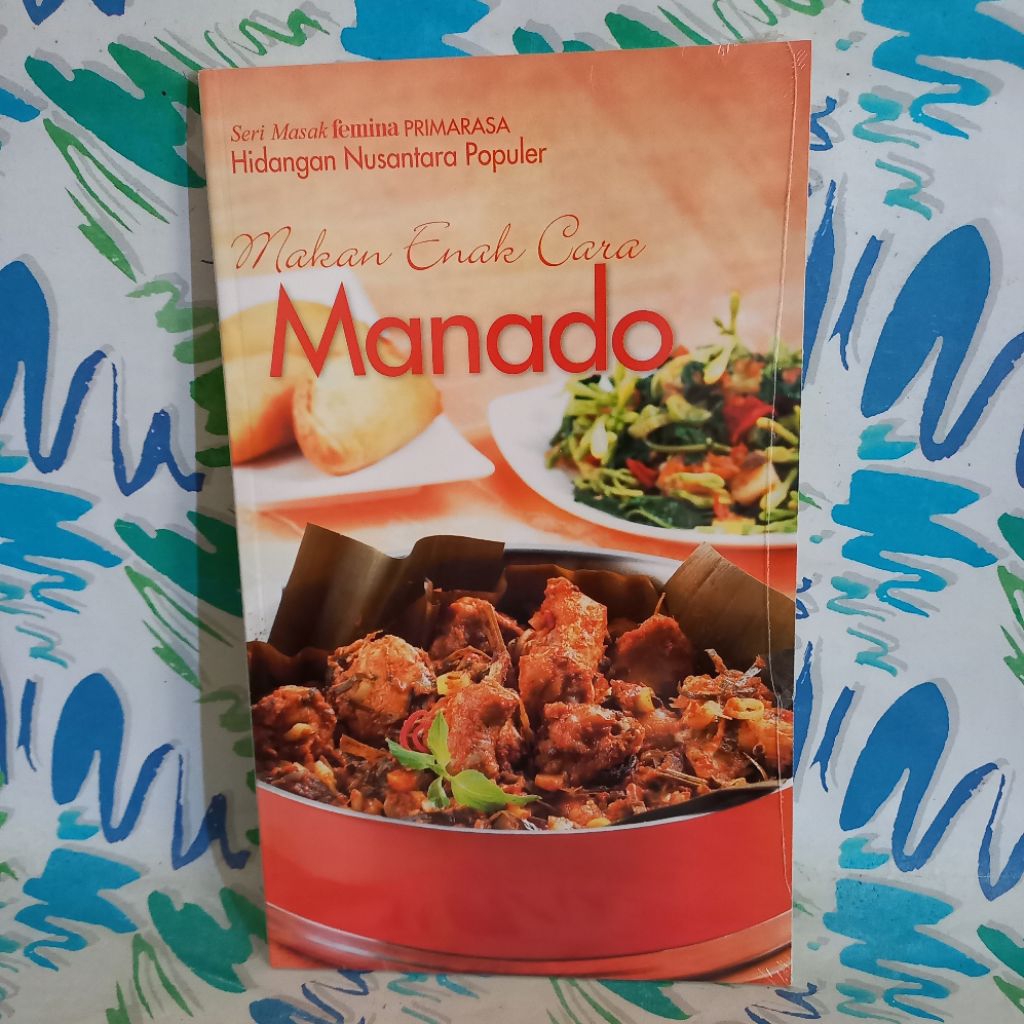 Seri Masak femina PRIMARASA
Hidangan Nusantara Populer
Makan Enak Cara
Manado